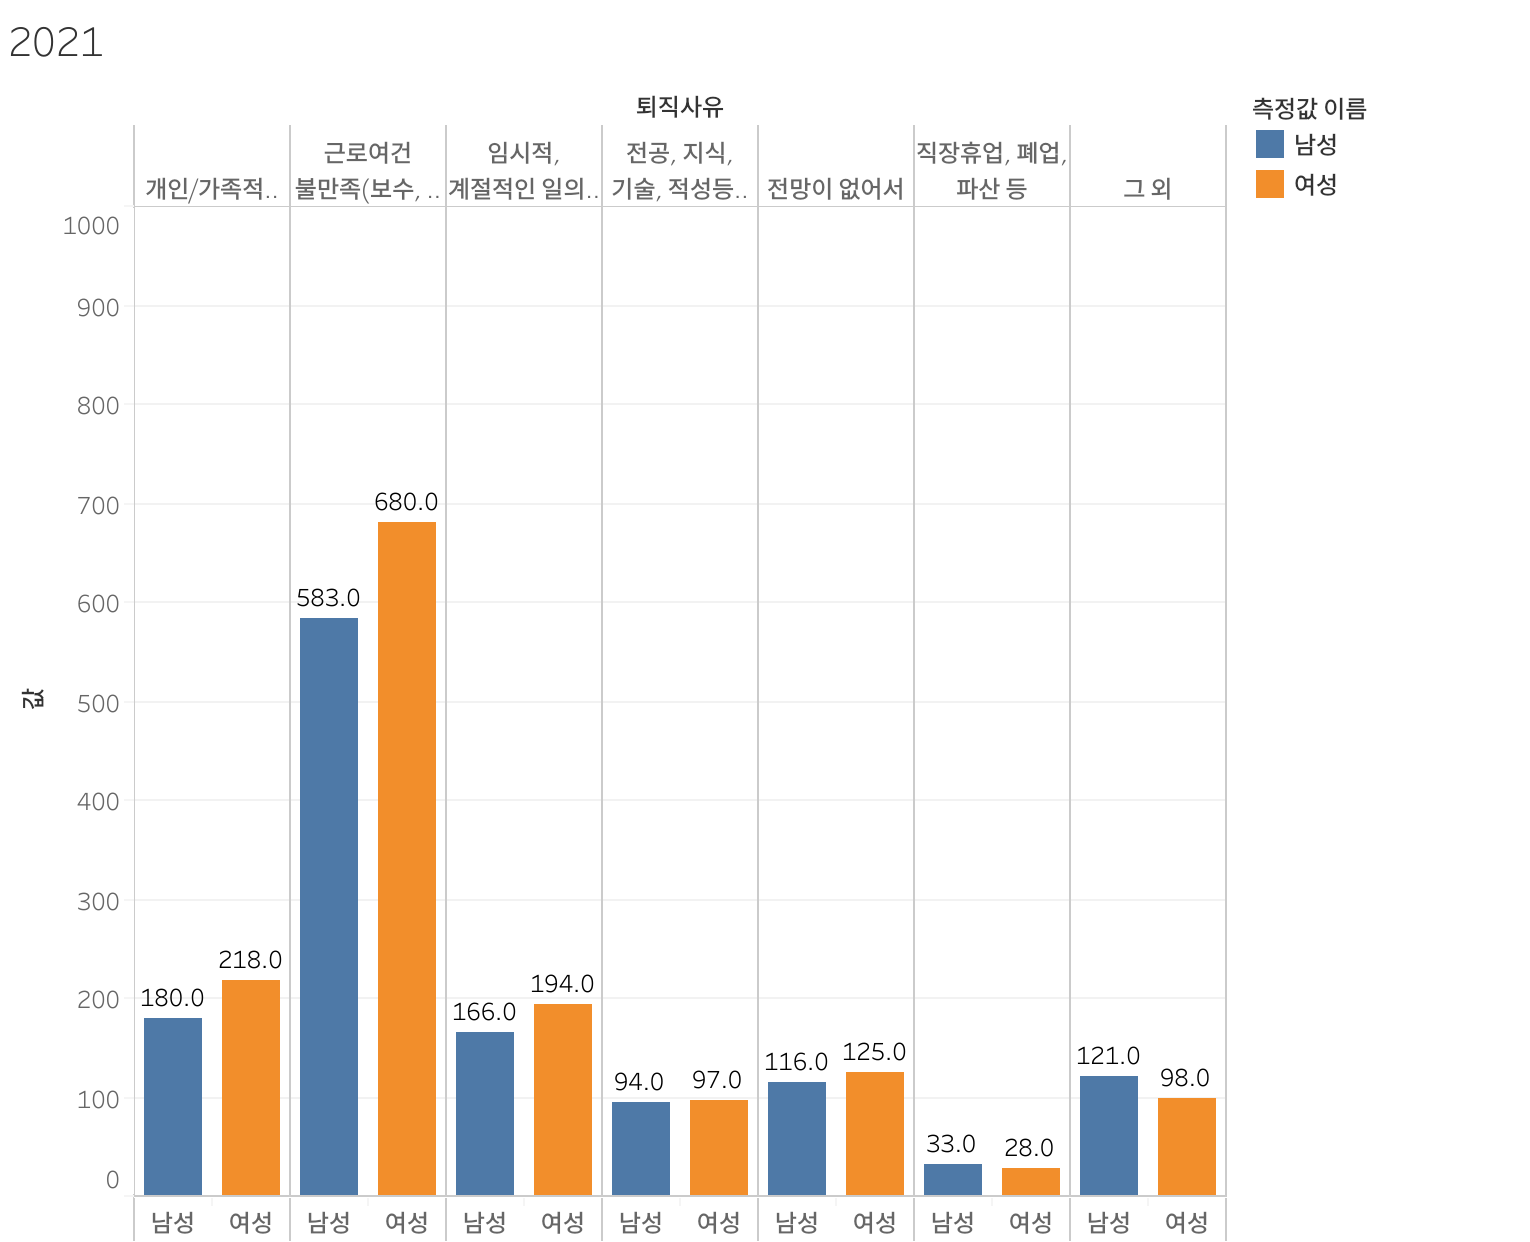 2021
퇴직사유
개인/가족적..
근로여건
불만족(보수, ..
임시적,
계절적인 일의..
전공, 지식,
기술, 적성등..
전망이 없어서
직장휴업, 폐업,
파산 등
그 외
측정값 이름
남성
여성
1000
900
800
700
600
500
400
300
200
100
0
값
180.0
218.0
583.0
680.0
166.0
194.0
94.0
97.0
116.0
125.0
33.0
28.0
121.0
98.0
남성 여성 남성 여성 남성 여성 남성 여성 남성 여성 남성 여성 남성 여성